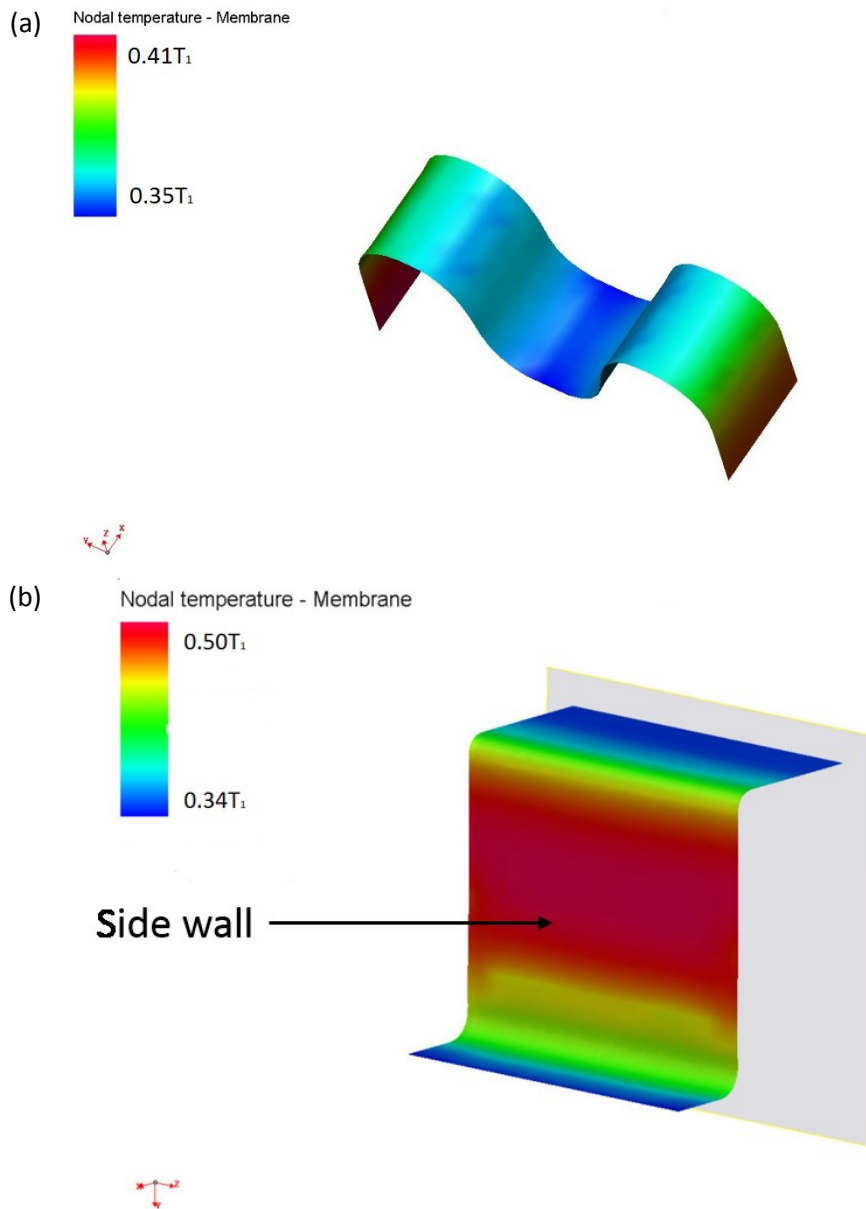 (a)
Nodal temperature - Membrane
0.41T₁
0.35T₁
Y
Z
X
(b)
Nodal temperature - Membrane
0.50T₁
0.34T₁
Side wall
X
Z
Y